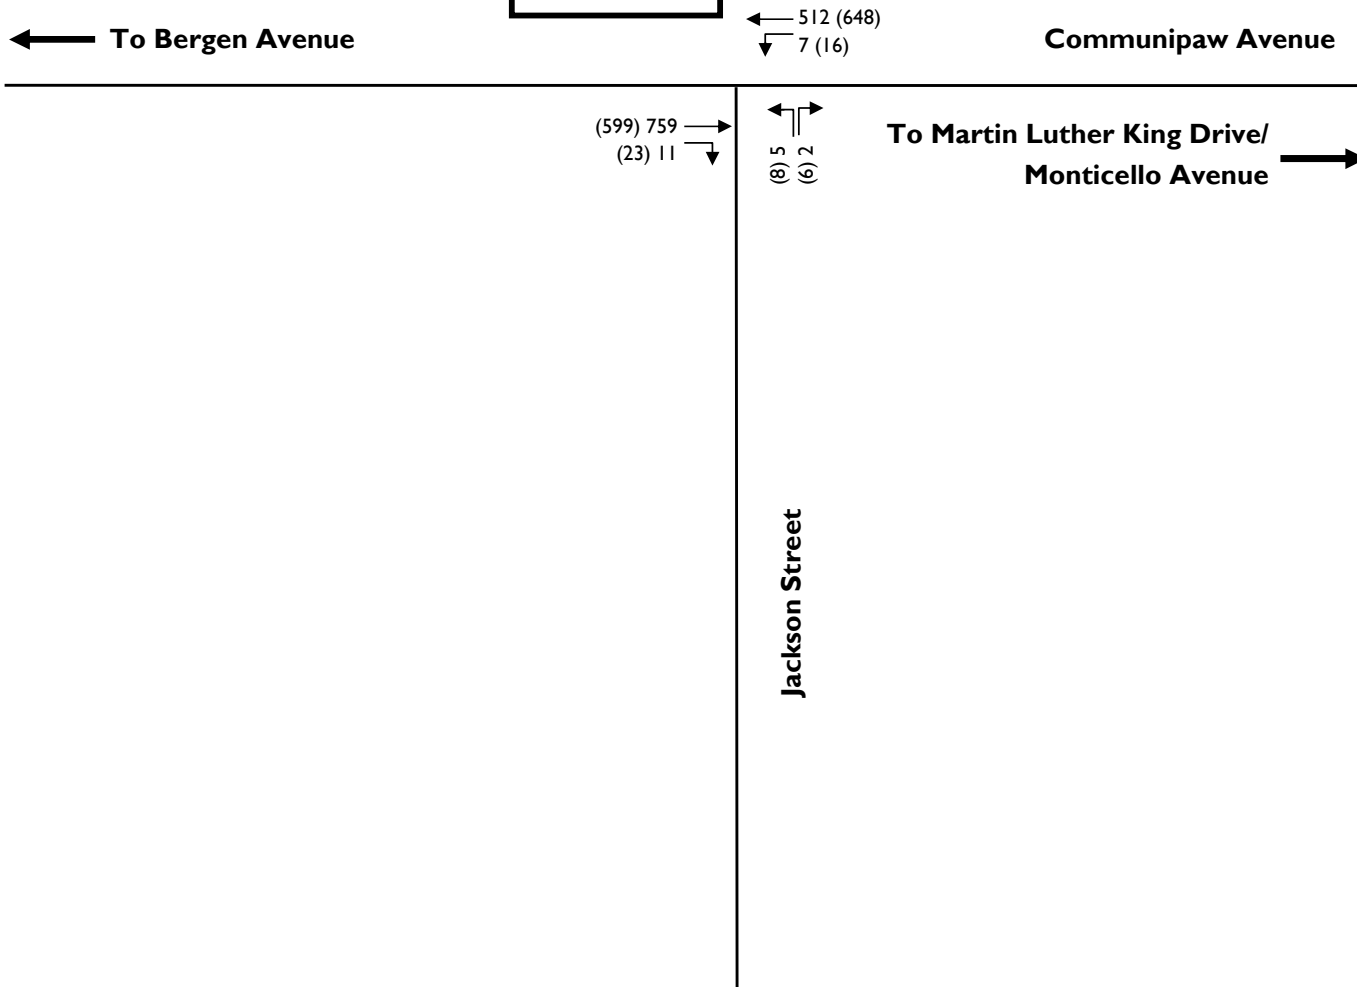 512 (648)
To Bergen Avenue
7 (16)
Communipaw Avenue
(599) 759
(23) 11
(8) 5
(6) 2
To Martin Luther King Drive/
Monticello Avenue
Jackson Street